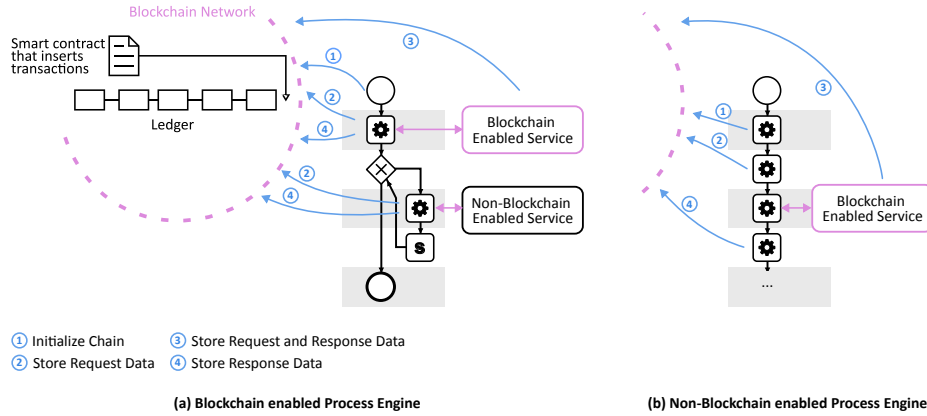 Blockchain Network
Smart contract
that inserts
transactions
Ledger
1
3
2
4
2
4
Blockchain
Enabled Service
Non-Blockchain
Enabled Service
s
1
2
3
4
Blockchain
Enabled Service
...
1 Initialize Chain
3 Store Request and Response Data
2 Store Request Data
4 Store Response Data
(a) Blockchain enabled Process Engine
(b) Non-Blockchain enabled Process Engine